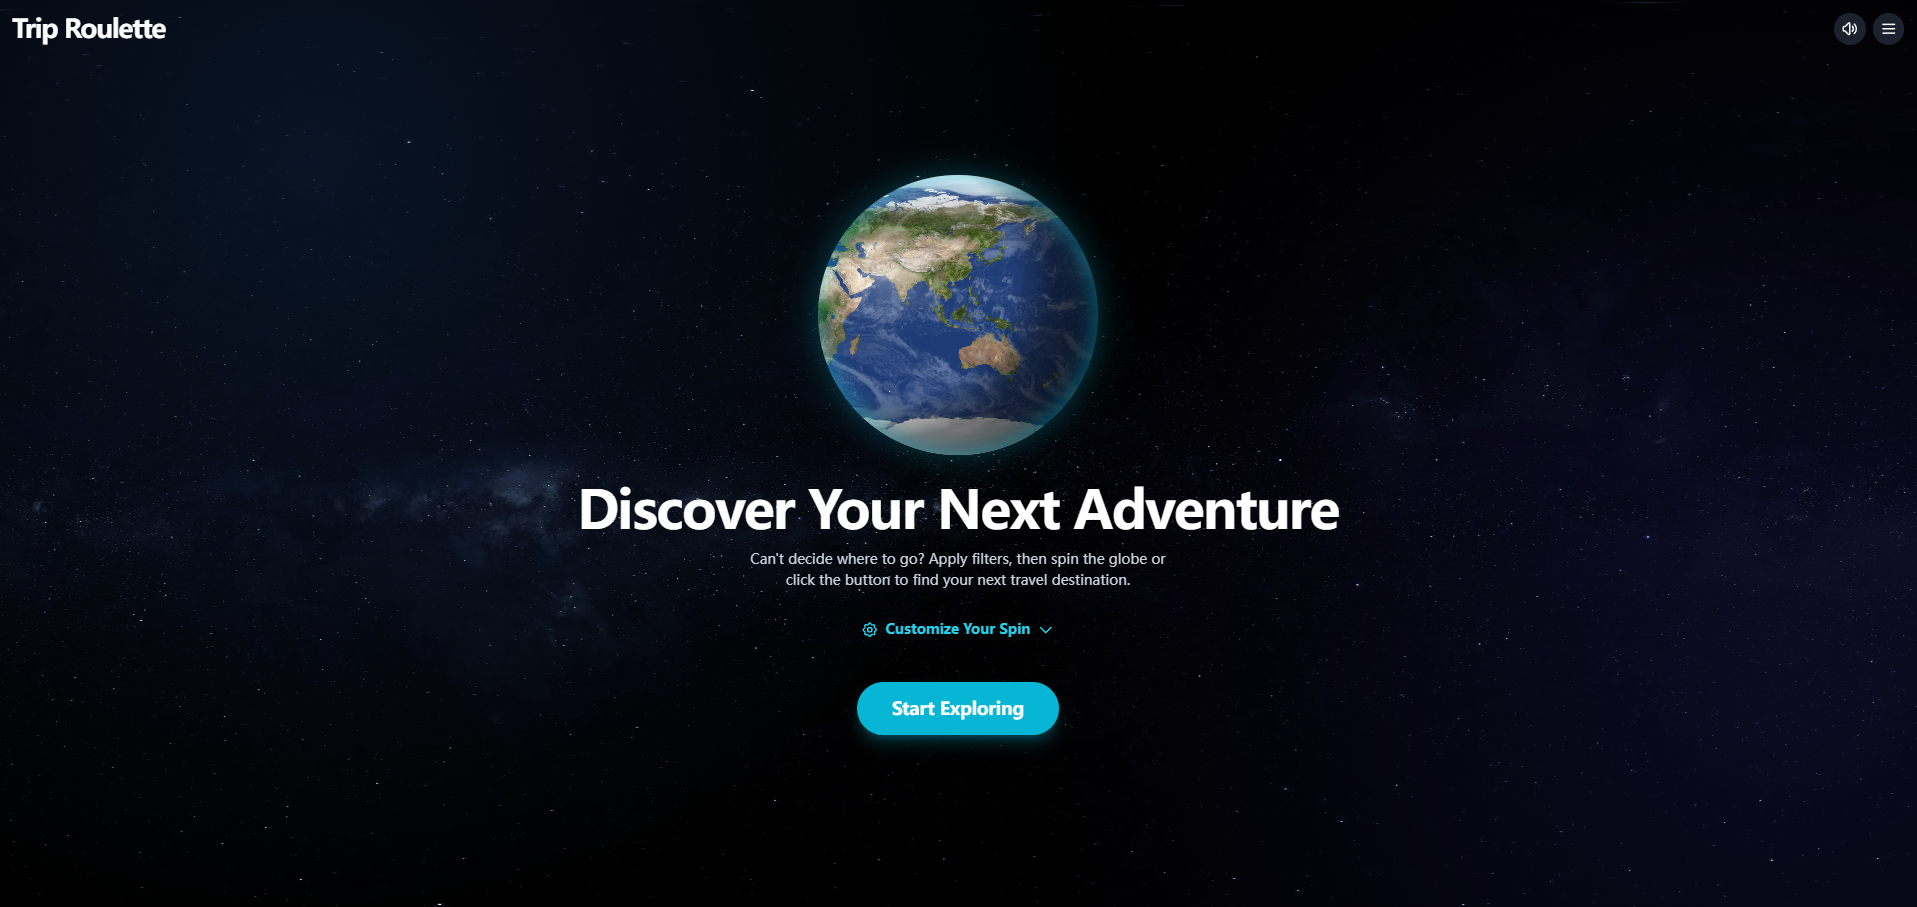 Trip Roulette
Discover Your Next Adventure
Can't decide where to go? Apply filters, then spin the globe or
click the button to find your next travel destination.
Customize Your Spin
Start Exploring